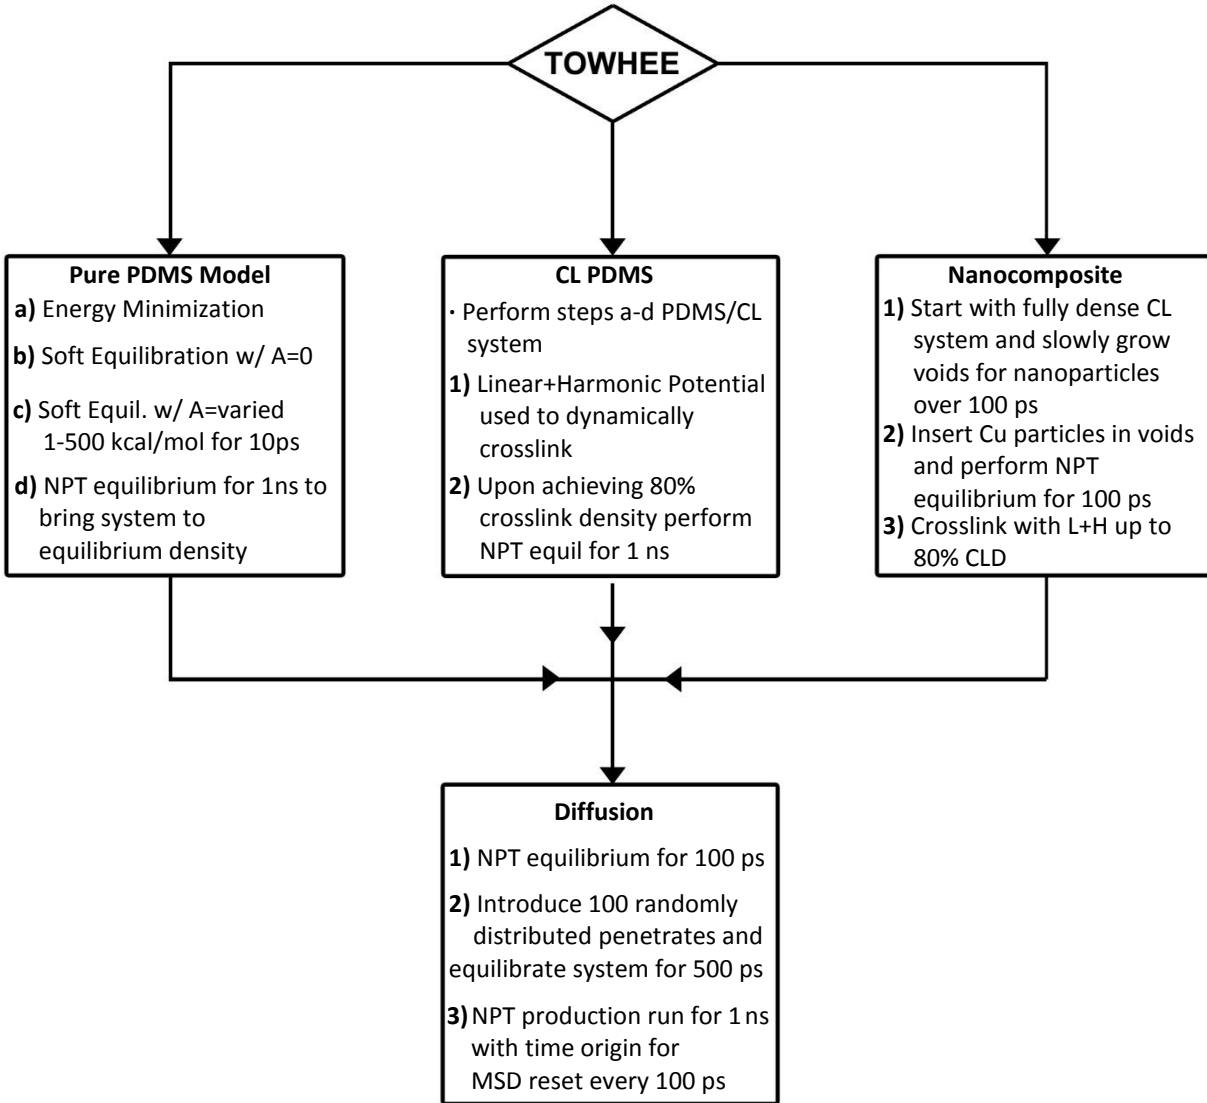 TOWHEE
Pure PDMS Model
a) Energy Minimization
b) Soft Equilibration w/ A=0
c) Soft Equil. w/ A=varied
1-500 kcal/mol for 10ps
d) NPT equilibrium for 1ns to
bring system to
equilibrium density
CL PDMS
· Perform steps a-d PDMS/CL
system
1) Linear+Harmonic Potential
used to dynamically
crosslink
2) Upon achieving 80%
crosslink density perform
NPT equil for 1 ns
Nanocomposite
1) Start with fully dense CL
system and slowly grow
voids for nanoparticles
over 100 ps
2) Insert Cu particles in voids
and perform NPT
equilibrium for 100 ps
3) Crosslink with L+H up to
80% CLD
Diffusion
1) NPT equilibrium for 100 ps
2) Introduce 100 randomly
distributed penetrates and
equilibrate system for 500 ps
3) NPT production run for 1 ns
with time origin for
MSD reset every 100 ps